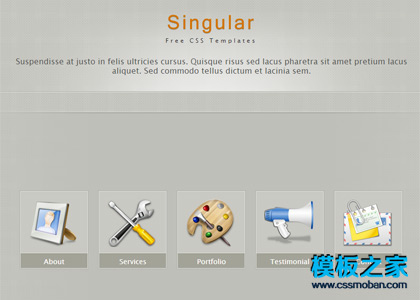 Singular
Free CSS Templates
Suspendisse at justo in felis ultricies cursus. Quisque risus sed lacus pharetra sit amet pretium lacus
aliquet. Sed commodo tellus dictum et lacinia sem.
About
Services
Portfolio
Testimonial
模板之家
www.cssmoban.com